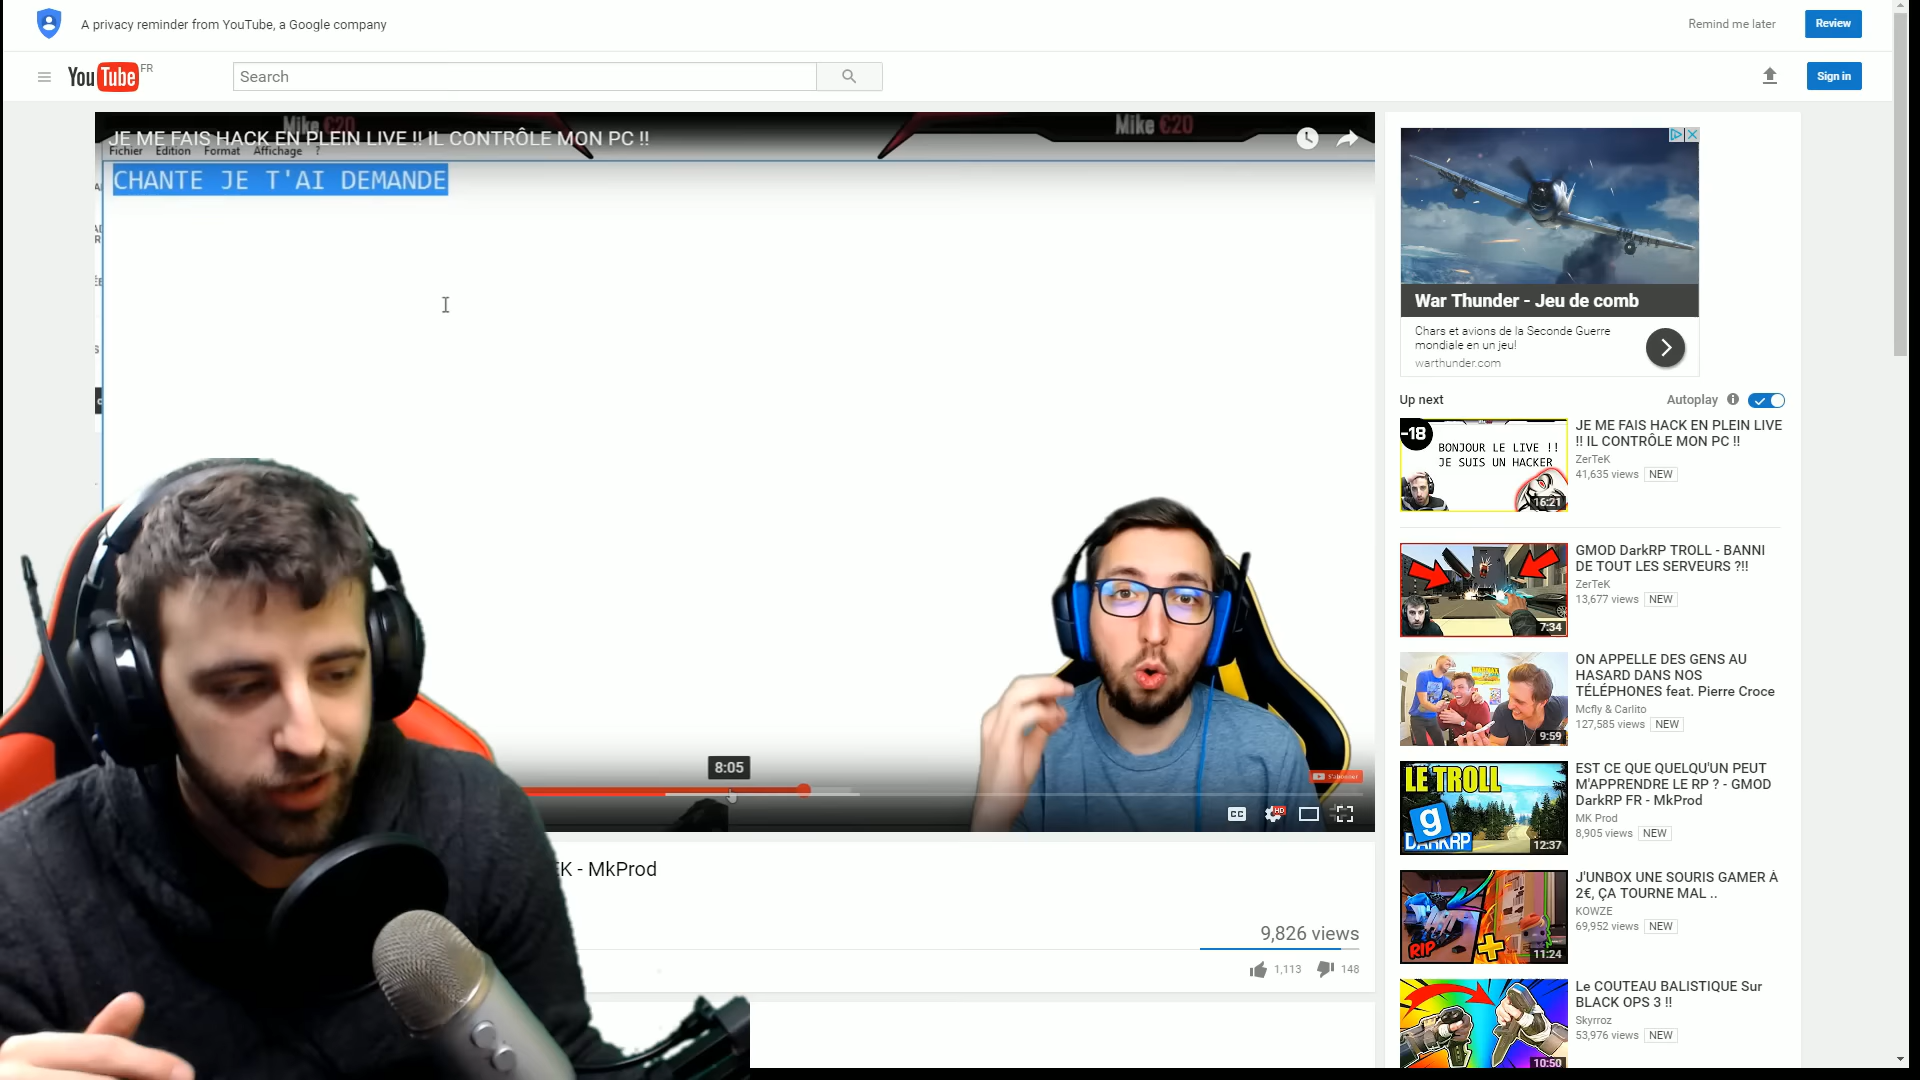 A privacy reminder from YouTube, a Google company
Remind me later
Review
YouTube FR
Search
Sign in
Mike €20
Mike €20
JE ME FAIS HACK EN PLEIN LIVE !! IL CONTRÔLE MON PC !!
Fichier Edition Format Affichage ?
CHANTE JE T'AI DEMANDE
8:05
S'abonner
CC
HD
K - MkProd
9,826 views
1,113
148
War Thunder - Jeu de comb
Chars et avions de la Seconde Guerre
mondiale en un jeu!
warthunder.com
Up next
Autoplay
-18
BONJOUR LE LIVE !!
JE SUIS UN HACKER
16:21
JE ME FAIS HACK EN PLEIN LIVE
!! IL CONTRÔLE MON PC !!
ZerTeK
41,635 views NEW
7:34
GMOD DarkRP TROLL - BANNI
DE TOUT LES SERVEURS ?!!
ZerTeK
13,677 views NEW
9:59
ON APPELLE DES GENS AU
HASARD DANS NOS
TÉLÉPHONES feat. Pierre Croce
Mcfly & Carlito
127,585 views NEW
LE TROLL
g
DARKRP
12:37
EST CE QUE QUELQU'UN PEUT
M'APPRENDRE LE RP ? - GMOD
DarkRP FR - MkProd
MK Prod
8,905 views NEW
RIP
11:24
J'UNBOX UNE SOURIS GAMER À
2€, ÇA TOURNE MAL ..
KOWZE
69,952 views NEW
10:50
Le COUTEAU BALISTIQUE Sur
BLACK OPS 3 !!
Skyrroz
53,976 views NEW